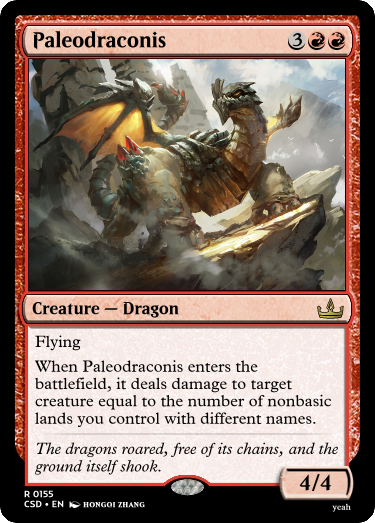 Paleodraconis 3
Creature — Dragon
Flying
When Paleodraconis enters the
battlefield, it deals damage to target
creature equal to the number of nonbasic
lands you control with different names.
The dragons roared, free of its chains, and the
ground itself shook.
4/4
R 0155
CSD • EN HONGQI ZHANG
yeah